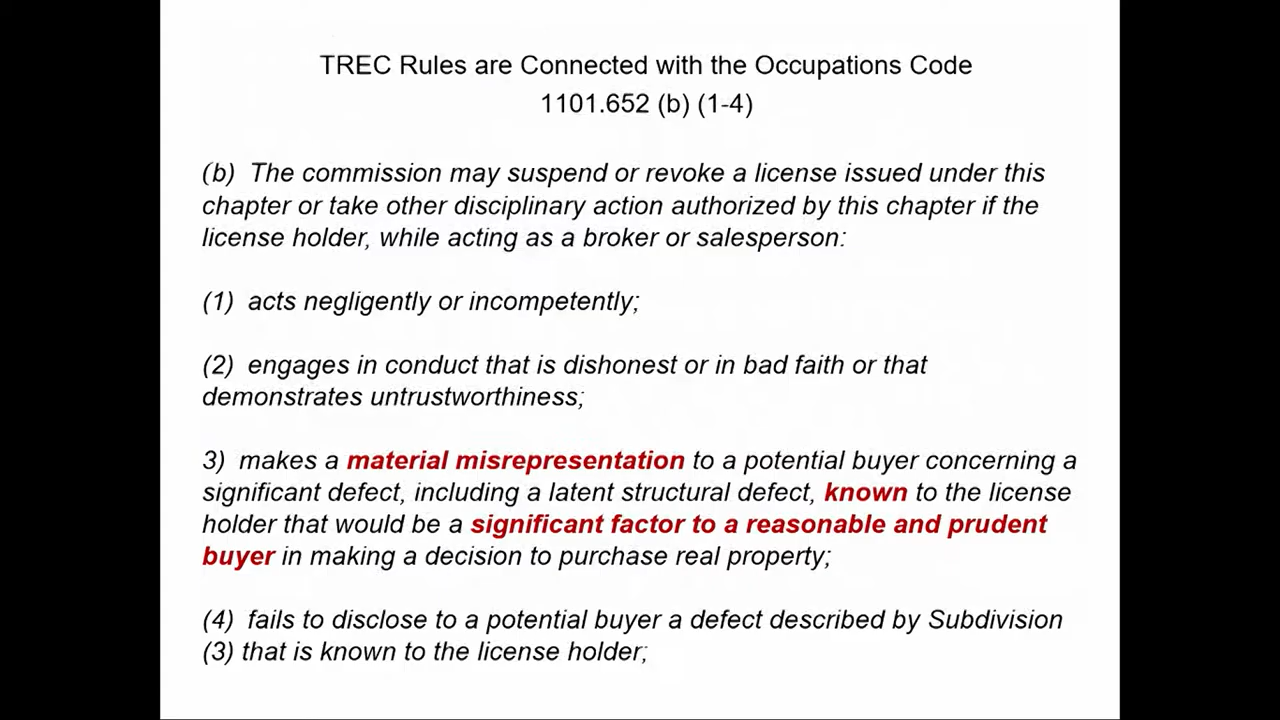 TREC Rules are Connected with the Occupations Code
1101.652 (b) (1-4)
(b)  The commission may suspend or revoke a license issued under this
chapter or take other disciplinary action authorized by this chapter if the
license holder, while acting as a broker or salesperson:
(1)  acts negligently or incompetently;
(2)  engages in conduct that is dishonest or in bad faith or that
demonstrates untrustworthiness;
3)  makes a material misrepresentation to a potential buyer concerning a
significant defect, including a latent structural defect, known to the license
holder that would be a significant factor to a reasonable and prudent
buyer in making a decision to purchase real property;
(4)  fails to disclose to a potential buyer a defect described by Subdivision
(3) that is known to the license holder;